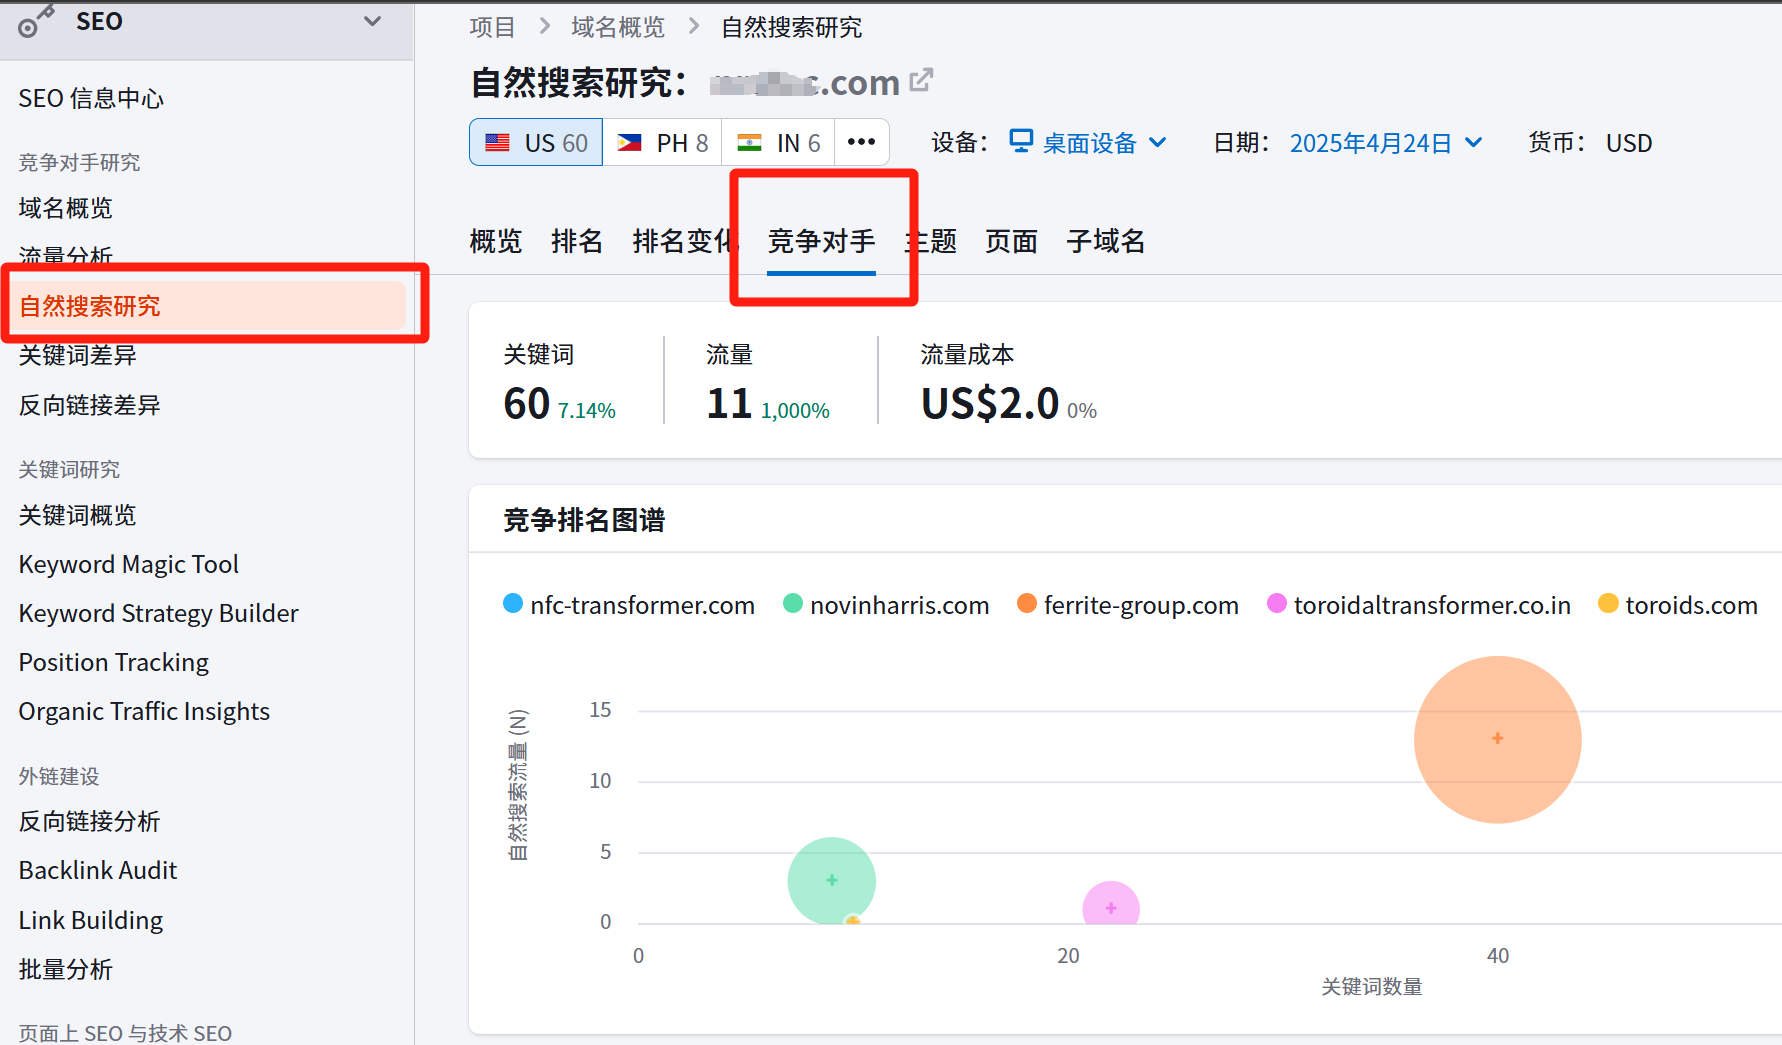 SEO
SEO 信息中心
竞争对手研究
域名概览
流量分析
自然搜索研究
关键词差异
反向链接差异
关键词研究
关键词概览
Keyword Magic Tool
Keyword Strategy Builder
Position Tracking
Organic Traffic Insights
外链建设
反向链接分析
Backlink Audit
Link Building
批量分析
页面上 SEO 与技术 SEO
项目 > 域名概览 > 自然搜索研究
自然搜索研究： .com
US 60 PH 8 IN 6 ••• 设备： 桌面设备 日期： 2025年4月24日 货币： USD
概览 排名 排名变化 竞争对手 主题 页面 子域名
关键词 流量 流量成本
60 7.14% 11 1,000% US$2.0 0%
竞争排名图谱
nfc-transformer.com novinharris.com ferrite-group.com toroidaltransformer.co.in toroids.com
自然搜索流量 (N)
15
10
5
0
0 20 40
关键词数量